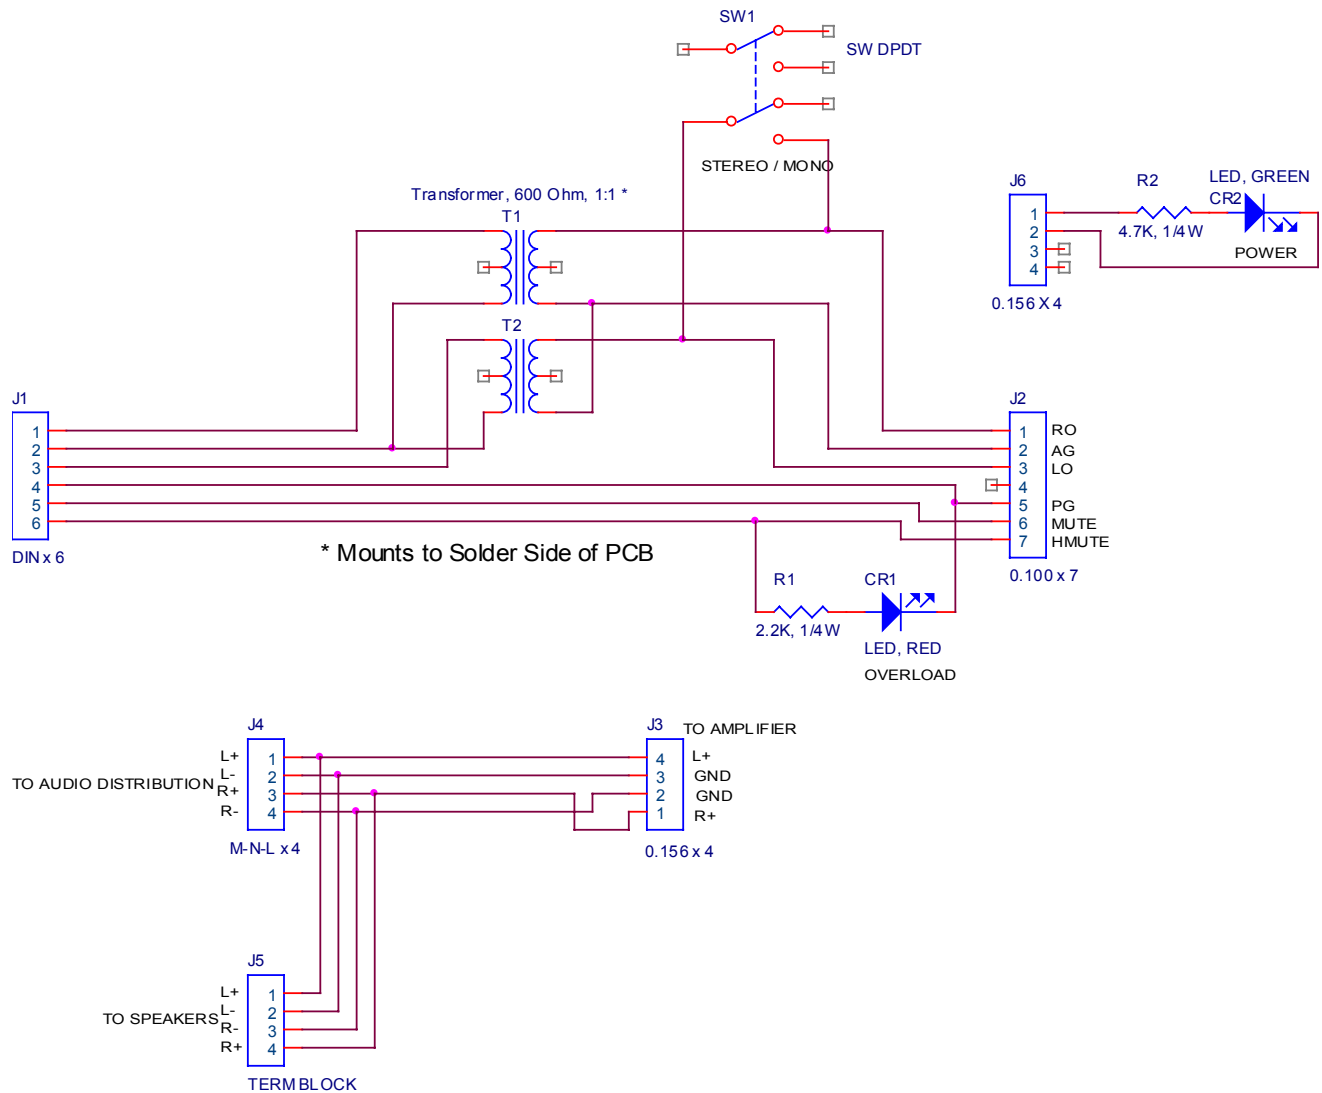 SW1
SW DPDT
STEREO / MONO
Transformer, 600 Ohm, 1:1 *
T1
T2
J6
1
2
3
4
0.156 X 4
R2
4.7K, 1/4W
LED, GREEN
CR2
POWER
J1
1
2
3
4
5
6
DIN x 6
* Mounts to Solder Side of PCB
J2
1 RO
2 AG
3 LO
4
5 PG
6 MUTE
7 HMUTE
0.100 x 7
R1
2.2K, 1/4W
CR1
LED, RED
OVERLOAD
J4
TO AUDIO DISTRIBUTION
L+ 1
L- 2
R+ 3
R- 4
M-N-L x 4
J3
TO AMPLIFIER
4 L+
3 GND
2 GND
1 R+
0.156 x 4
J5
TO SPEAKERS
L+ 1
L- 2
R- 3
R+ 4
TERM BLOCK